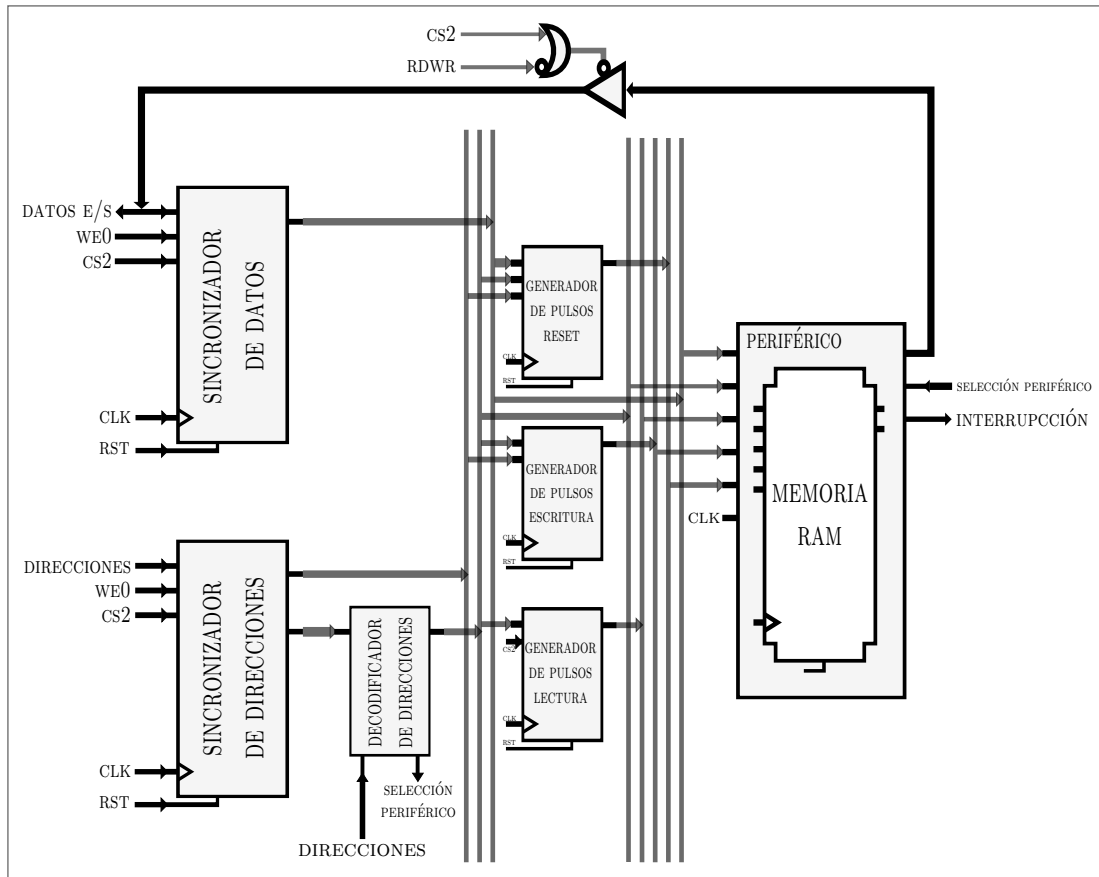 CS2
RDWR
DATOS E/S
WE0
CS2
CLK
RST
SINCRONIZADOR
DE DATOS
GENERADOR
DE PULSOS
RESET
CLK
RST
GENERADOR
DE PULSOS
ESCRITURA
CLK
RST
PERIFÉRICO
MEMORIA
RAM
CLK
SELECCIÓN PERIFÉRICO
INTERRUPCCIÓN
DIRECCIONES
WE0
CS2
CLK
RST
SINCRONIZADOR
DE DIRECCIONES
DECODIFICADOR
DE DIRECCIONES
SELECCIÓN
PERIFÉRICO
DIRECCIONES
CS2
GENERADOR
DE PULSOS
LECTURA
CLK
RST